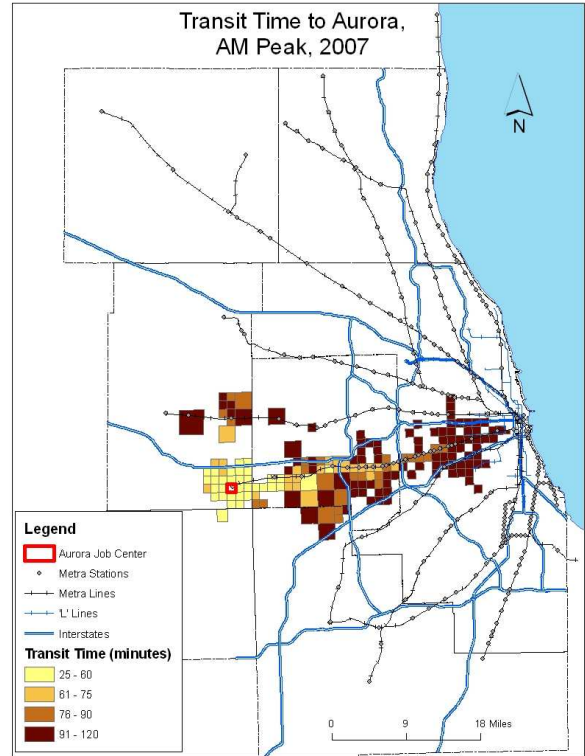 Transit Time to Aurora,
AM Peak, 2007
N
Legend
Aurora Job Center
Metra Stations
Metra Lines
'L' Lines
Interstates
Transit Time (minutes)
25 - 60
61 - 75
76 - 90
91 - 120
0 9 18 Miles